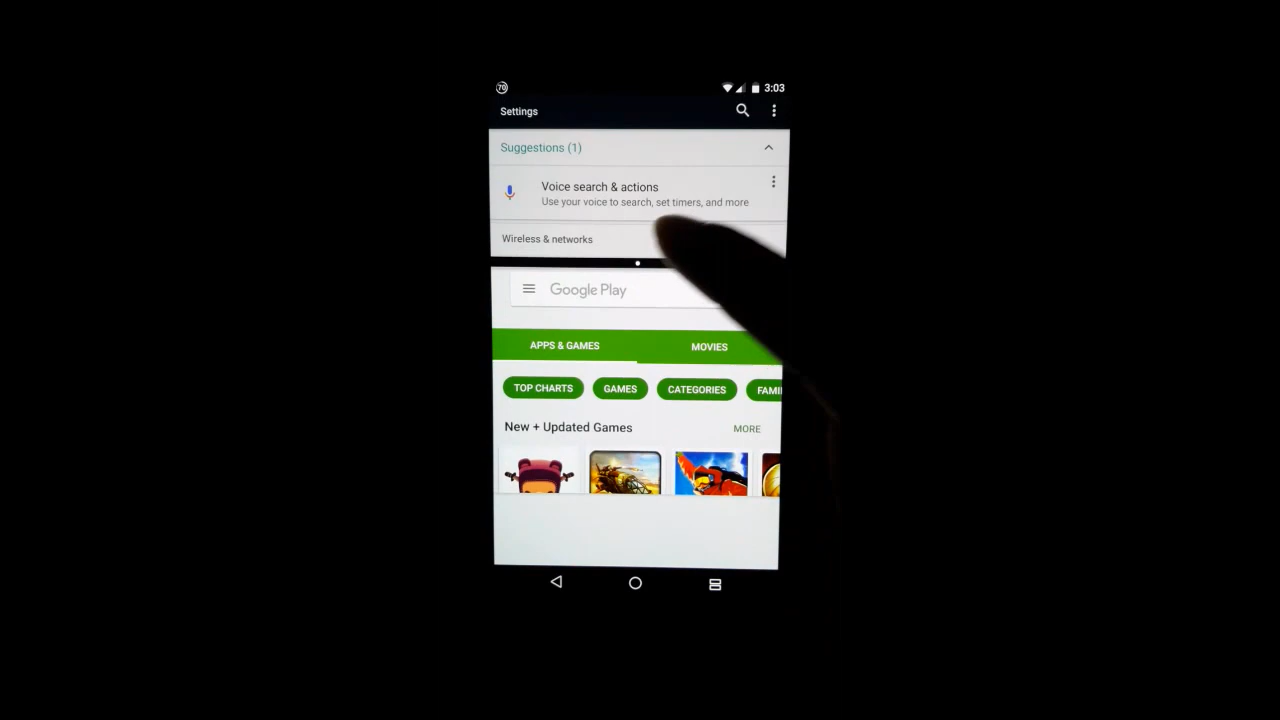 70 3:03
Settings
Suggestions (1)
Voice search & actions
Use your voice to search, set timers, and more
Wireless & networks
Google Play
APPS & GAMES MOVIES
TOP CHARTS GAMES CATEGORIES FAMI
New + Updated Games MORE